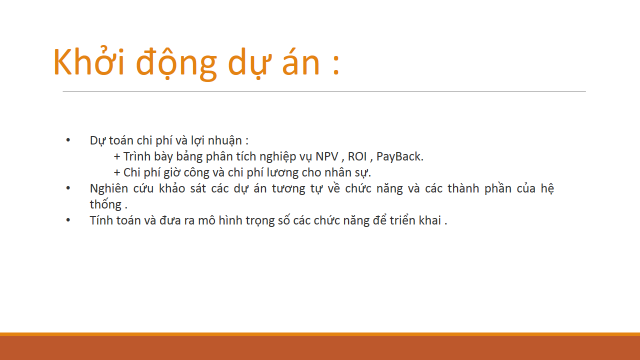 Khởi động dự án :
• Dự toán chi phí và lợi nhuận :
+ Trình bày bảng phân tích nghiệp vụ NPV , ROI , PayBack.
+ Chi phí giờ công và chi phí lương cho nhân sự.
• Nghiên cứu khảo sát các dự án tương tự về chức năng và các thành phần của hệ
thống .
• Tính toán và đưa ra mô hình trọng số các chức năng để triển khai .